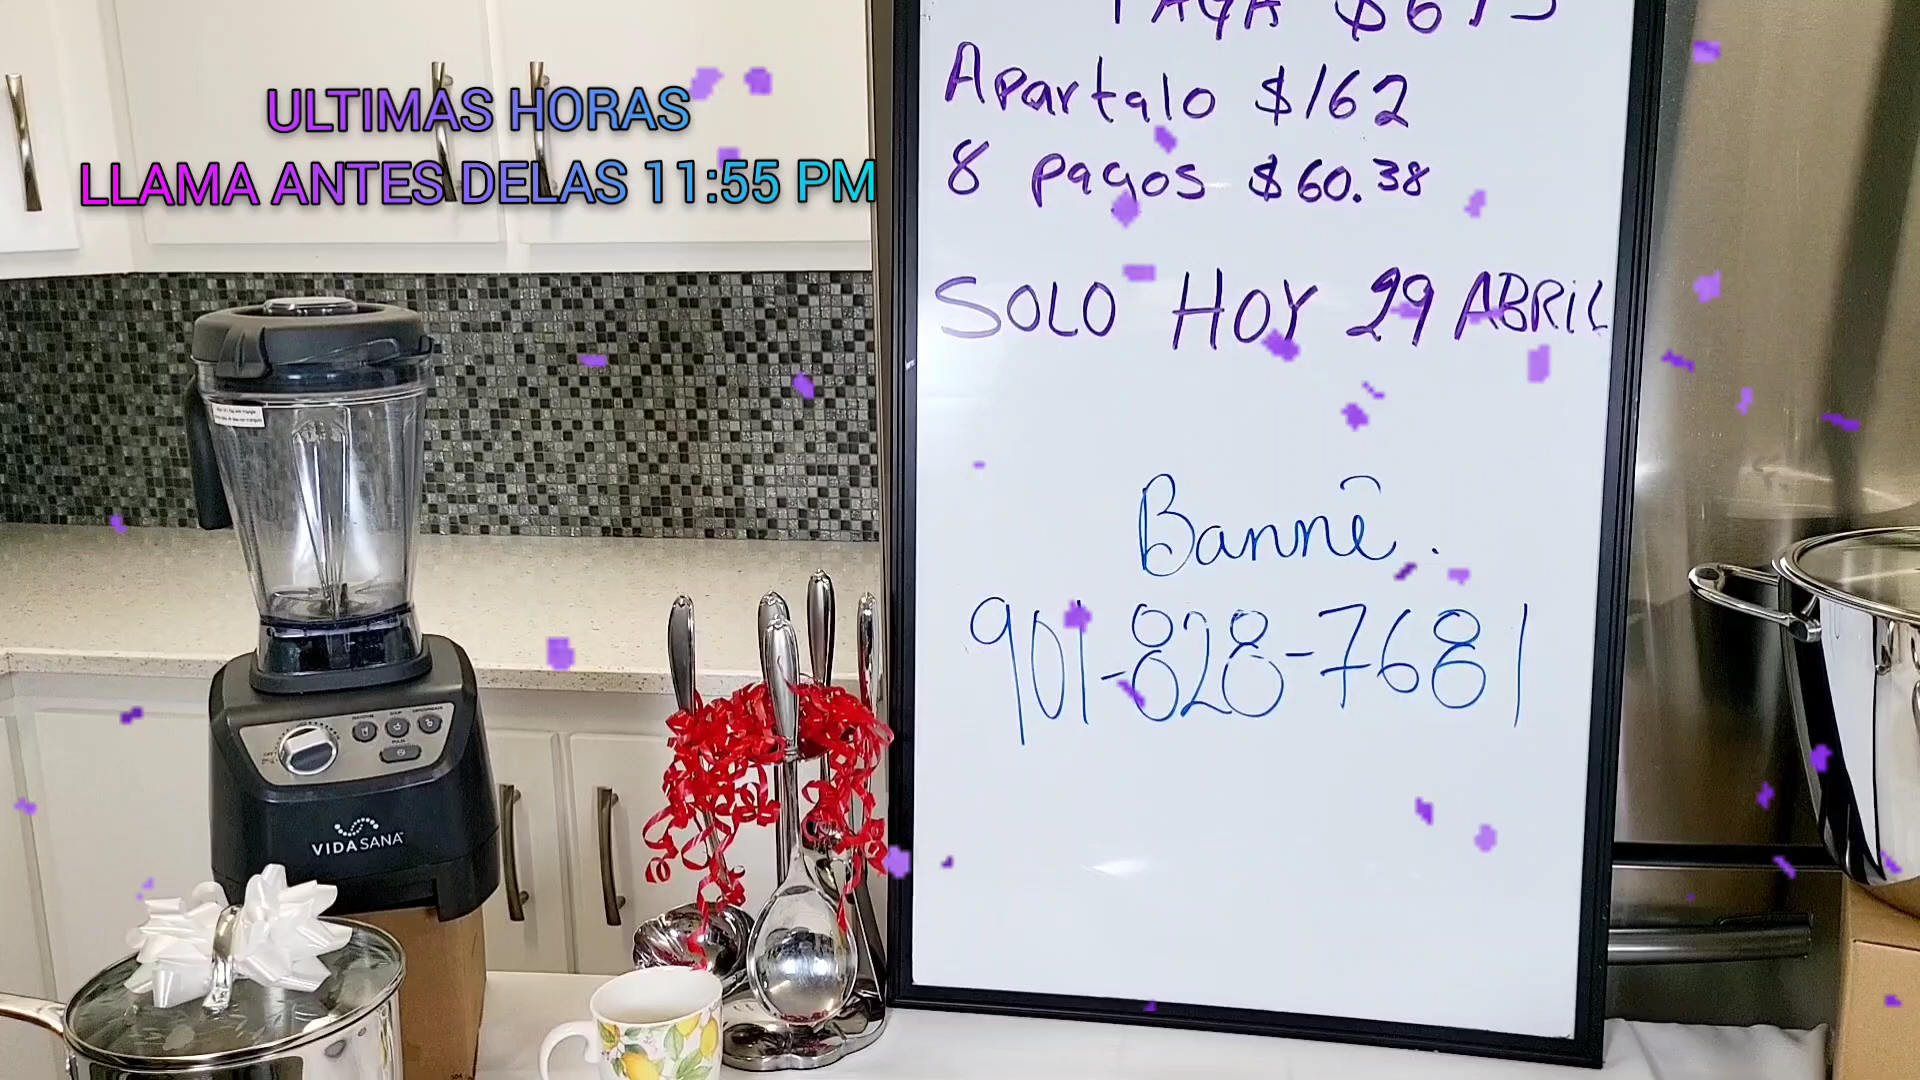 ULTIMAS HORAS
LLAMA ANTES DELAS 11:55 PM
Apartalo $162
8 pagos $60.38
SOLO HOY 29 ABRIL
Bannê.
901-828-7681
VIDASANA